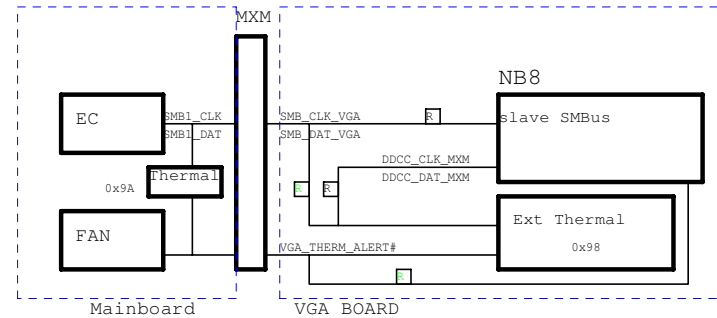 MXM
NB8
EC
SMB1_CLK
SMB1_DAT
SMB_CLK_VGA
SMB_DAT_VGA
R
slave SMBus
Thermal
0x9A
DDCC_CLK_MXM
DDCC_DAT_MXM
R
R
FAN
Ext Thermal
0x98
VGA_THERM_ALERT#
R
Mainboard
VGA BOARD